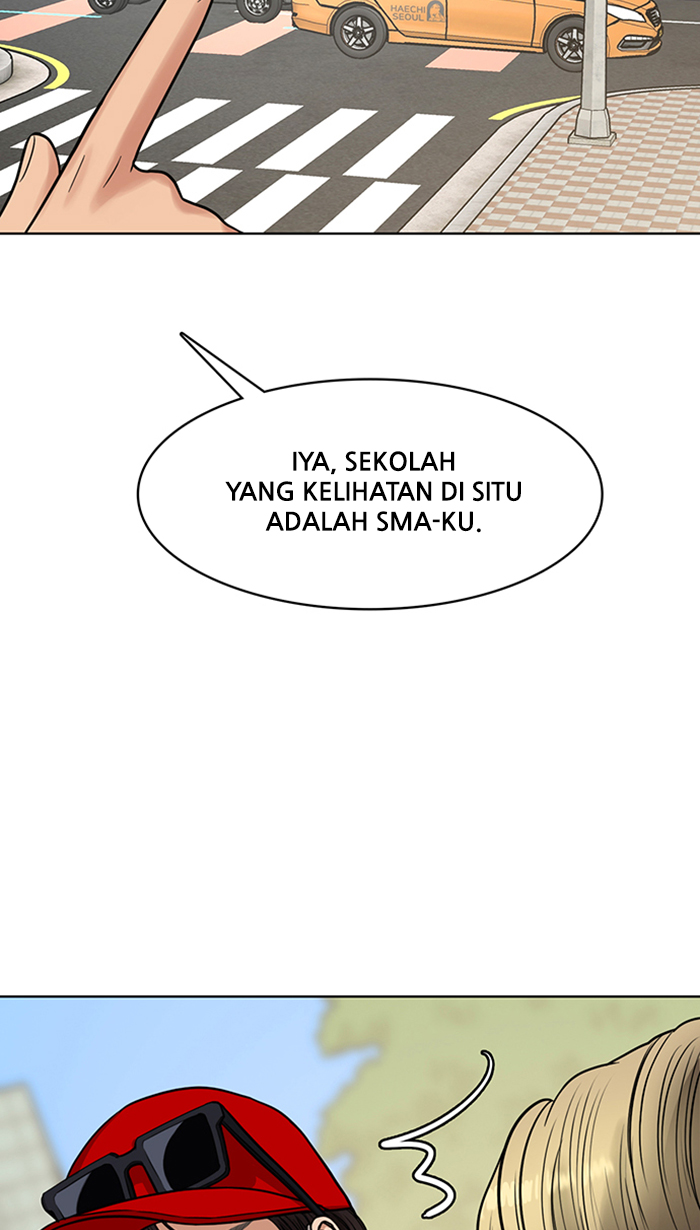 HAECHI
SEOUL
IYA, SEKOLAH
YANG KELIHATAN DI SITU
ADALAH SMA-KU.